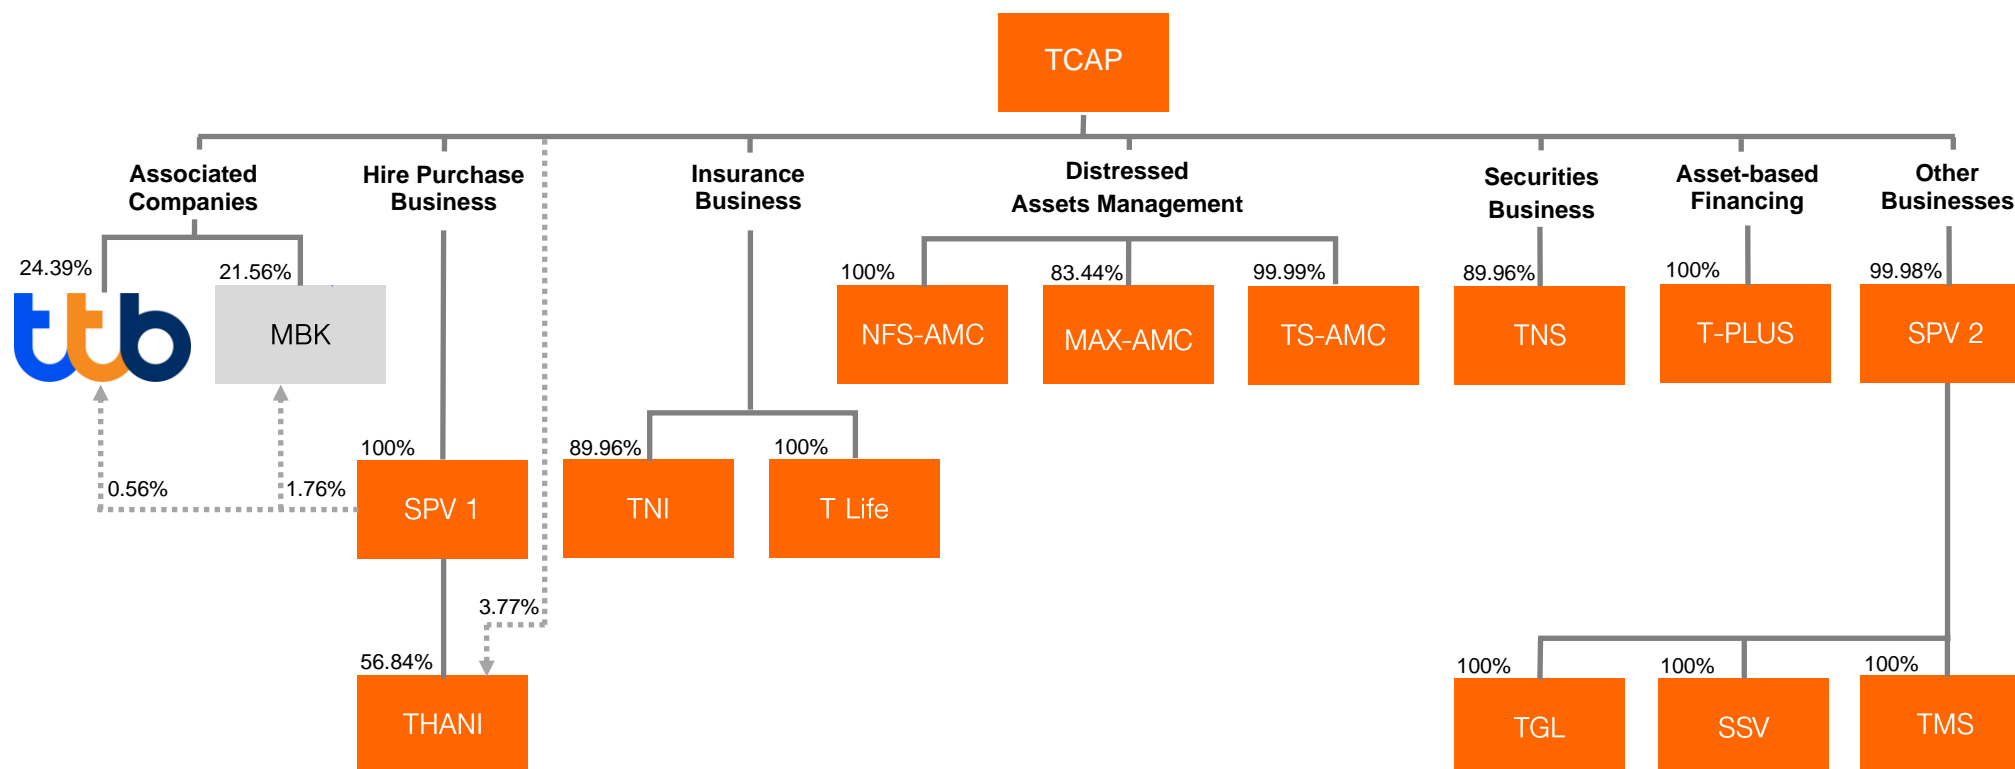 TCAP
Associated
Companies
Hire Purchase
Business
Insurance
Business
Distressed
Assets Management
Securities
Business
Asset-based
Financing
Other
Businesses
24.39%
21.56%
100%
83.44%
99.99%
89.96%
100%
99.98%
ttb
MBK
NFS-AMC
MAX-AMC
TS-AMC
TNS
T-PLUS
SPV 2
100%
89.96%
100%
0.56%
1.76%
SPV 1
TNI
T Life
3.77%
56.84%
100%
100%
100%
THANI
TGL
SSV
TMS